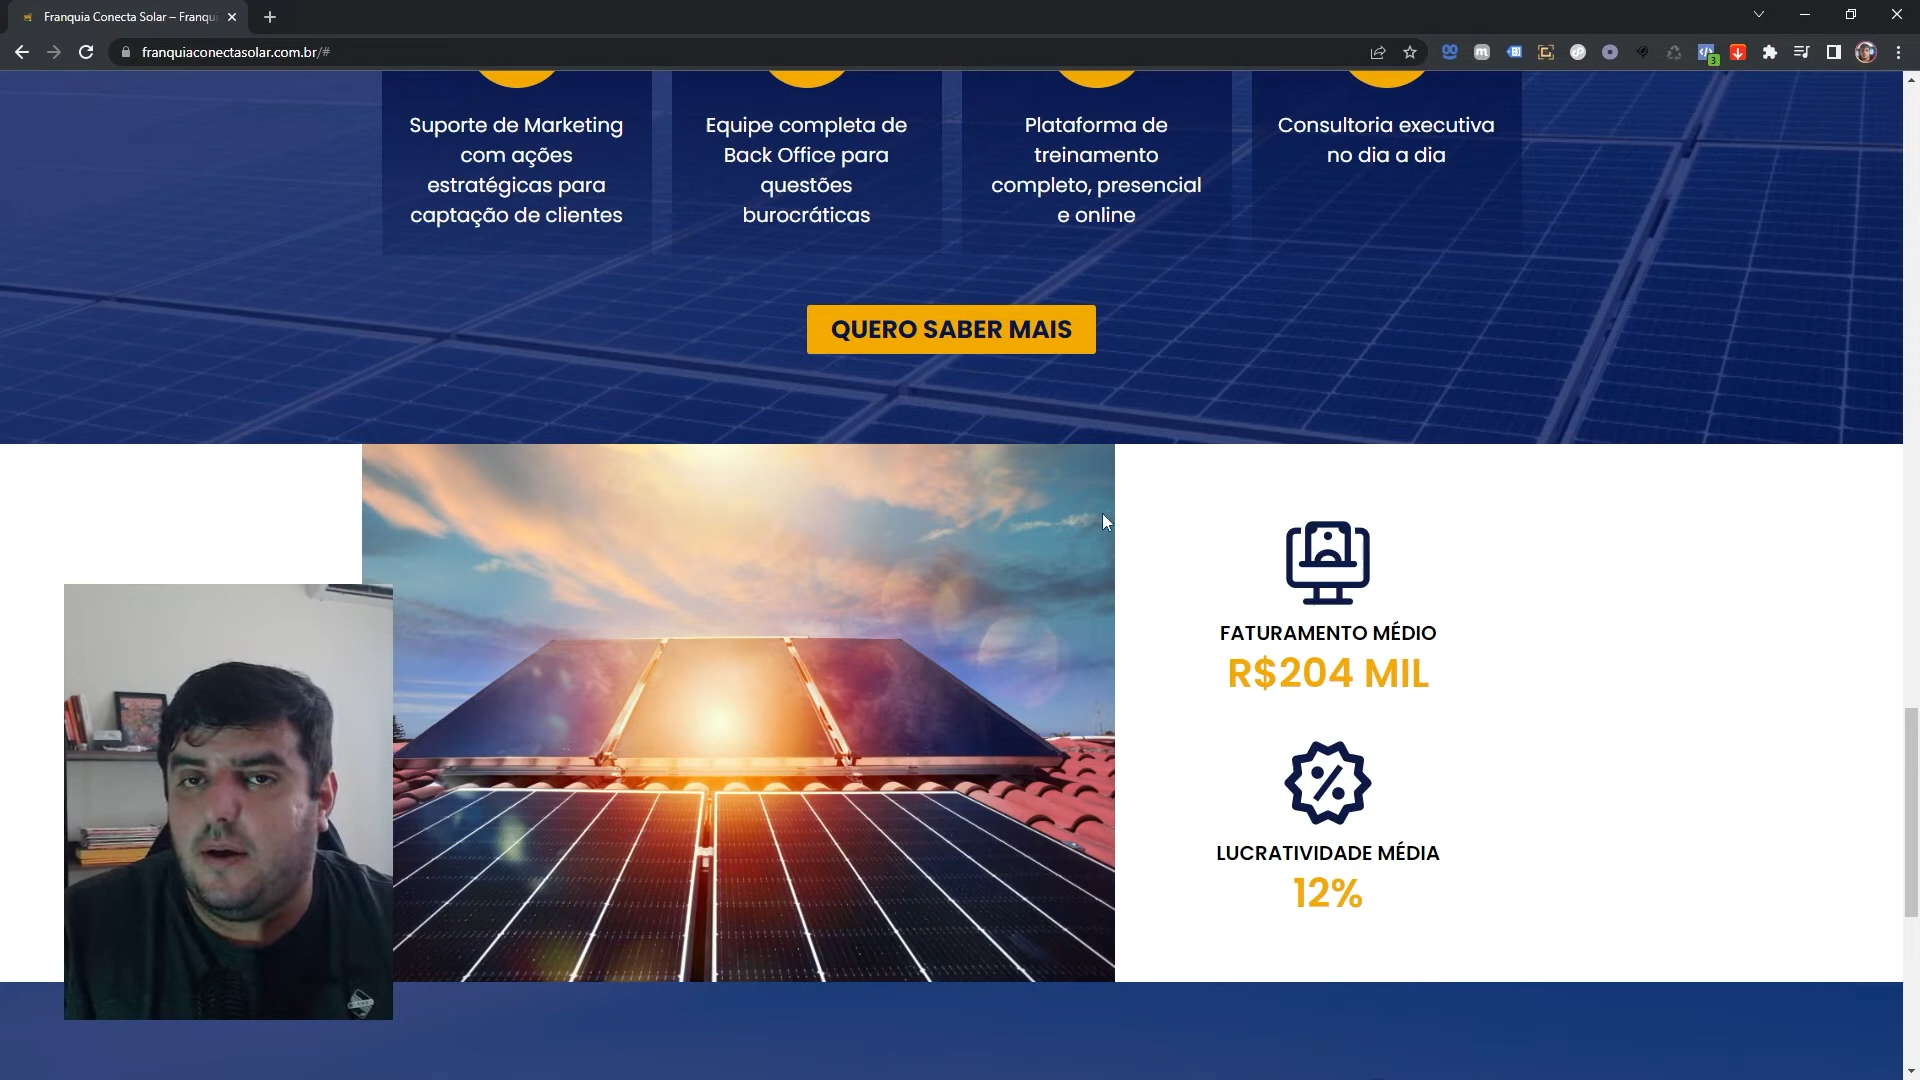 Franquia Conecta Solar – Franqui
franquiaconectasolar.com.br/#
3
Suporte de Marketing
com ações
estratégicas para
captação de clientes
Equipe completa de
Back Office para
questões
burocráticas
Plataforma de
treinamento
completo, presencial
e online
Consultoria executiva
no dia a dia
QUERO SABER MAIS
FATURAMENTO MÉDIO
R$204 MIL
LUCRATIVIDADE MÉDIA
12%